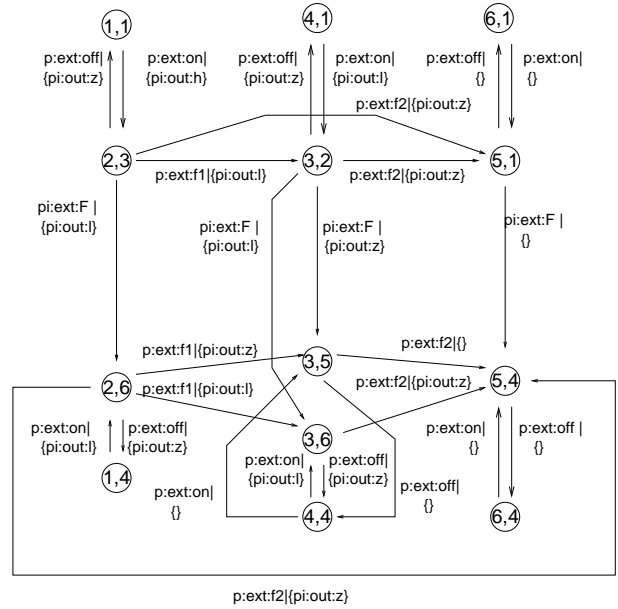 1,1
4,1
6,1
p:ext:off|
{pi:out:z}
p:ext:on|
{pi:out:h}
p:ext:off|
{pi:out:z}
p:ext:on|
{pi:out:l}
p:ext:off|
{}
p:ext:on|
{}
p:ext:f2|{pi:out:z}
2,3
3,2
5,1
p:ext:f1|{pi:out:l}
p:ext:f2|{pi:out:z}
pi:ext:F |
{pi:out:l}
pi:ext:F |
{pi:out:l}
pi:ext:F |
{pi:out:z}
pi:ext:F |
{}
p:ext:f1|{pi:out:z}
3,5
p:ext:f2|{}
2,6
p:ext:f1|{pi:out:l}
p:ext:f2|{pi:out:z}
5,4
p:ext:on|
{pi:out:l}
p:ext:off|
{pi:out:z}
3,6
p:ext:on|
{}
p:ext:off |
{}
1,4
p:ext:on|
{pi:out:l}
p:ext:off|
{pi:out:z}
p:ext:on|
{}
p:ext:off|
{}
4,4
6,4
p:ext:f2|{pi:out:z}